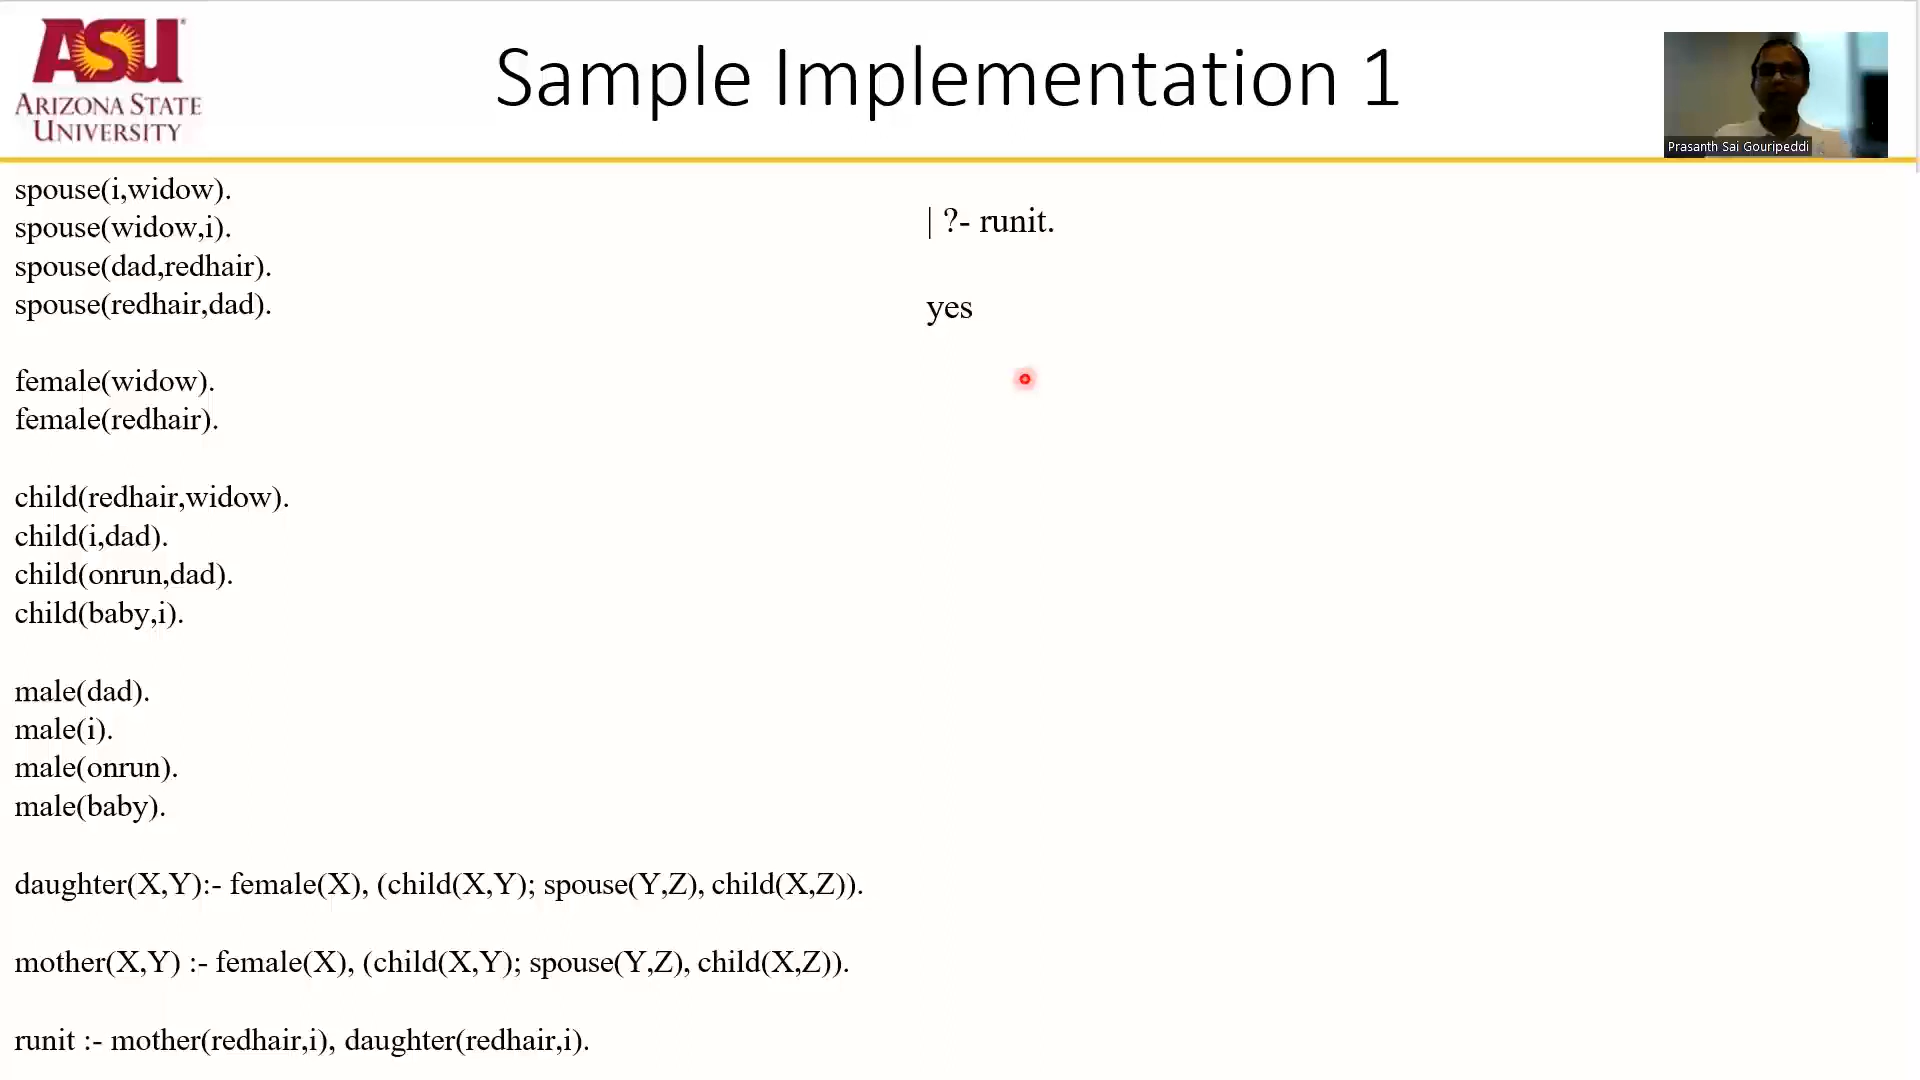 ASU
ARIZONA STATE
UNIVERSITY
Sample Implementation 1
Prasanth Sai Gouripeddi
spouse(i,widow).
spouse(widow,i).
spouse(dad,redhair).
spouse(redhair,dad).
female(widow).
female(redhair).
child(redhair,widow).
child(i,dad).
child(onrun,dad).
child(baby,i).
male(dad).
male(i).
male(onrun).
male(baby).
daughter(X,Y):- female(X), (child(X,Y); spouse(Y,Z), child(X,Z)).
mother(X,Y) :- female(X), (child(X,Y); spouse(Y,Z), child(X,Z)).
runit :- mother(redhair,i), daughter(redhair,i).
| ?- runit.
yes